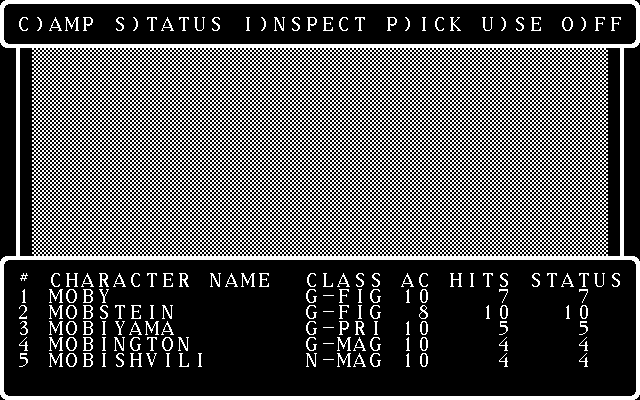 C)AMP S)TATUS I)NSPECT P)ICK U)SE O)FF
# CHARACTER NAME CLASS AC HITS STATUS
1 MOBY G-FIG 10 7 7
2 MOBSTEIN G-FIG 8 10 10
3 MOBIYAMA G-PRI 10 5 5
4 MOBINGTON G-MAG 10 4 4
5 MOBISHVILI N-MAG 10 4 4